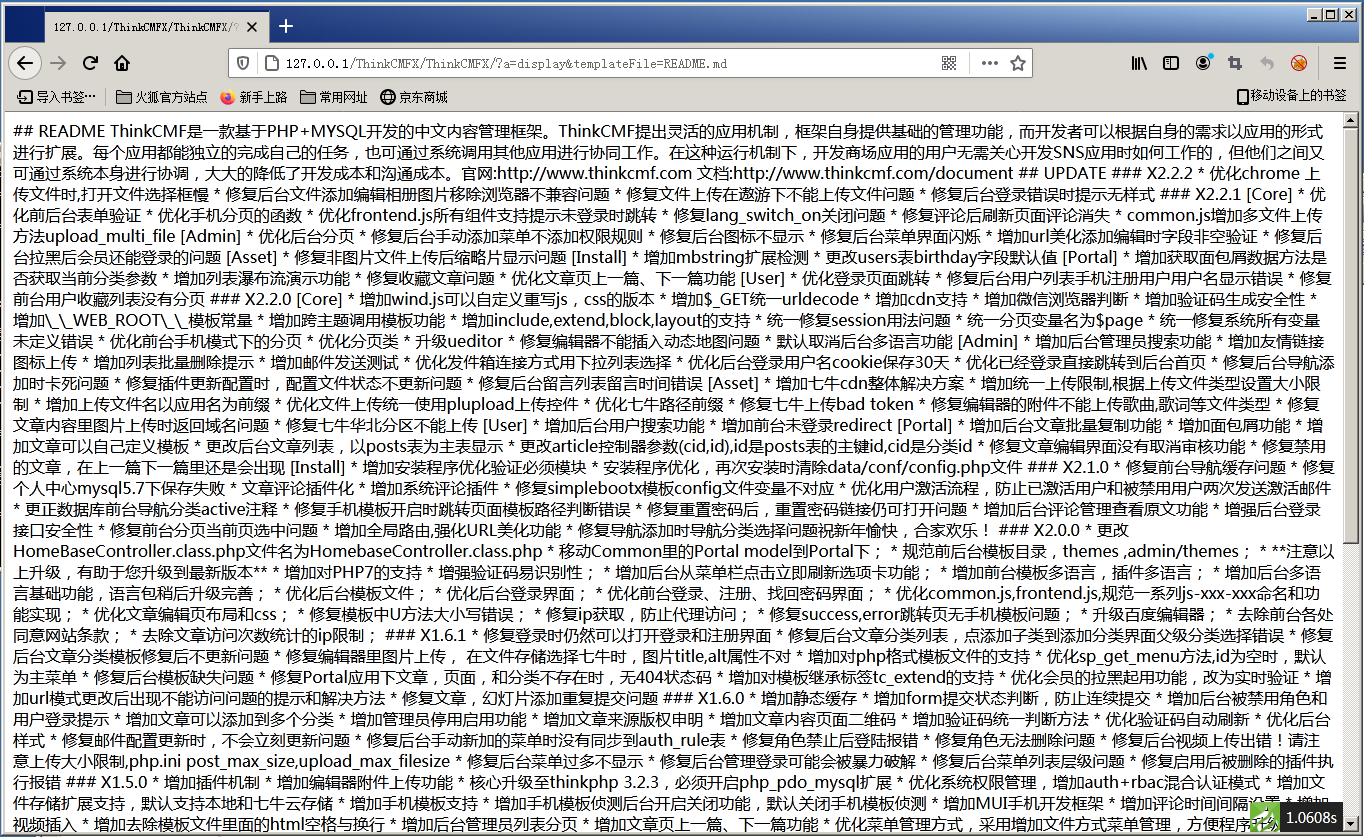 127.0.0.1/ThinkCMFX/ThinkCMFX/?
127.0.0.1/ThinkCMFX/ThinkCMFX/?a=display&templateFile=README.md
导入书签… 火狐官方站点 新手上路 常用网址 京东商城 移动设备上的书签
## README ThinkCMF是一款基于PHP+MYSQL开发的中文内容管理框架。ThinkCMF提出灵活的应用机制，框架自身提供基础的管理功能，而开发者可以根据自身的需求以应用的形式
进行扩展。每个应用都能独立的完成自己的任务，也可通过系统调用其他应用进行协同工作。在这种运行机制下，开发商场应用的用户无需关心开发SNS应用时如何工作的，但他们之间又
可通过系统本身进行协调，大大的降低了开发成本和沟通成本。官网:http://www.thinkcmf.com 文档:http://www.thinkcmf.com/document ## UPDATE ### X2.2.2 * 优化chrome 上
传文件时,打开文件选择框慢 * 修复后台文件添加编辑相册图片移除浏览器不兼容问题 * 修复文件上传在遨游下不能上传文件问题 * 修复后台登录错误时提示无样式 ### X2.2.1 [Core] * 优
化前后台表单验证 * 优化手机分页的函数 * 优化frontend.js所有组件支持提示未登录时跳转 * 修复lang_switch_on关闭问题 * 修复评论后刷新页面评论消失 * common.js增加多文件上传
方法upload_multi_file [Admin] * 优化后台分页 * 修复后台手动添加菜单不添加权限规则 * 修复后台图标不显示 * 修复后台菜单界面闪烁 * 增加url美化添加编辑时字段非空验证 * 修复后
台拉黑后会员还能登录的问题 [Asset] * 修复非图片文件上传后缩略片显示问题 [Install] * 增加mbstring扩展检测 * 更改users表birthday字段默认值 [Portal] * 增加获取面包屑数据方法是
否获取当前分类参数 * 增加列表瀑布流演示功能 * 修复收藏文章问题 * 优化文章页上一篇、下一篇功能 [User] * 优化登录页面跳转 * 修复后台用户列表手机注册用户用户名显示错误 * 修复
前台用户收藏列表没有分页 ### X2.2.0 [Core] * 增加wind.js可以自定义重写js，css的版本 * 增加$_GET统一urldecode * 增加cdn支持 * 增加微信浏览器判断 * 增加验证码生成安全性 *
增加\_\_WEB_ROOT\_\_模板常量 * 增加跨主题调用模板功能 * 增加include,extend,block,layout的支持 * 统一修复session用法问题 * 统一分页变量名为$page * 统一修复系统所有变量
未定义错误 * 优化前台手机模式下的分页 * 优化分页类 * 升级ueditor * 修复编辑器不能插入动态地图问题 * 默认取消后台多语言功能 [Admin] * 增加后台管理员搜索功能 * 增加友情链接
图标上传 * 增加列表批量删除提示 * 增加邮件发送测试 * 优化发件箱连接方式用下拉列表选择 * 优化后台登录用户名cookie保存30天 * 优化已经登录直接跳转到后台首页 * 修复后台导航添
加时卡死问题 * 修复插件更新配置时，配置文件状态不更新问题 * 修复后台留言列表留言时间错误 [Asset] * 增加七牛cdn整体解决方案 * 增加统一上传限制,根据上传文件类型设置大小限
制 * 增加上传文件名以应用名为前缀 * 优化文件上传统一使用plupload上传控件 * 优化七牛路径前缀 * 修复七牛上传bad token * 修复编辑器的附件不能上传歌曲,歌词等文件类型 * 修复
文章内容里图片上传时返回域名问题 * 修复七牛华北分区不能上传 [User] * 增加后台用户搜索功能 * 增加前台未登录redirect [Portal] * 增加后台文章批量复制功能 * 增加面包屑功能 * 增
加文章可以自己定义模板 * 更改后台文章列表，以posts表为主表显示 * 更改article控制器参数(cid,id),id是posts表的主键id,cid是分类id * 修复文章编辑界面没有取消审核功能 * 修复禁用
的文章，在上一篇下一篇里还是会出现 [Install] * 增加安装程序优化验证必须模块 * 安装程序优化，再次安装时清除data/conf/config.php文件 ### X2.1.0 * 修复前台导航缓存问题 * 修复
个人中心mysql5.7下保存失败 * 文章评论插件化 * 增加系统评论插件 * 修复simplebootx模板config文件变量不对应 * 优化用户激活流程，防止已激活用户和被禁用用户两次发送激活邮件
* 更正数据库前台导航分类active注释 * 修复手机模板开启时跳转页面模板路径判断错误 * 修复重置密码后，重置密码链接仍可打开问题 * 增加后台评论管理查看原文功能 * 增强后台登录
接口安全性 * 修复前台分页当前页选中问题 * 增加全局路由,强化URL美化功能 * 修复导航添加时导航分类选择问题祝新年愉快，合家欢乐！ ### X2.0.0 * 更改
HomeBaseController.class.php文件名为HomebaseController.class.php * 移动Common里的Portal model到Portal下； * 规范前后台模板目录，themes ,admin/themes； * **注意以
上升级，有助于您升级到最新版本** * 增加对PHP7的支持 * 增强验证码易识别性； * 增加后台从菜单栏点击立即刷新选项卡功能； * 增加前台模板多语言，插件多语言； * 增加后台多语
言基础功能，语言包稍后升级完善； * 优化后台模板文件； * 优化后台登录界面； * 优化前台登录、注册、找回密码界面； * 优化common.js,frontend.js,规范一系列js-xxx-xxx命名和功
能实现； * 优化文章编辑页布局和css； * 修复模板中U方法大小写错误； * 修复ip获取，防止代理访问； * 修复success,error跳转页无手机模板问题； * 升级百度编辑器； * 去除前台各处
同意网站条款； * 去除文章访问次数统计的ip限制； ### X1.6.1 * 修复登录时仍然可以打开登录和注册界面 * 修复后台文章分类列表，点添加子类到添加分类界面父级分类选择错误 * 修复
后台文章分类模板修复后不更新问题 * 修复编辑器里图片上传， 在文件存储选择七牛时，图片title,alt属性不对 * 增加对php格式模板文件的支持 * 优化sp_get_menu方法,id为空时，默认
为主菜单 * 修复后台模板缺失问题 * 修复Portal应用下文章，页面，和分类不存在时，无404状态码 * 增加对模板继承标签tc_extend的支持 * 优化会员的拉黑起用功能，改为实时验证 * 增
加url模式更改后出现不能访问问题的提示和解决方法 * 修复文章，幻灯片添加重复提交问题 ### X1.6.0 * 增加静态缓存 * 增加form提交状态判断，防止连续提交 * 增加后台被禁用角色和
用户登录提示 * 增加文章可以添加到多个分类 * 增加管理员停用启用功能 * 增加文章来源版权申明 * 增加文章内容页面二维码 * 增加验证码统一判断方法 * 优化验证码自动刷新 * 优化后台
样式 * 修复邮件配置更新时，不会立刻更新问题 * 修复后台手动新加的菜单时没有同步到auth_rule表 * 修复角色禁止后登陆报错 * 修复角色无法删除问题 * 修复后台视频上传出错！请注
意上传大小限制,php.ini post_max_size,upload_max_filesize * 修复后台菜单过多不显示 * 修复后台管理登录可能会被暴力破解 * 修复后台菜单列表层级问题 * 修复启用后被删除的插件执
行报错 ### X1.5.0 * 增加插件机制 * 增加编辑器附件上传功能 * 核心升级至thinkphp 3.2.3，必须开启php_pdo_mysql扩展 * 优化系统权限管理，增加auth+rbac混合认证模式 * 增加文
件存储扩展支持，默认支持本地和七牛云存储 * 增加手机模板支持 * 增加手机模板侦测后台开启关闭功能，默认关闭手机模板侦测 * 增加MUI手机开发框架 * 增加评论时间间隔 * 增加
视频插入 * 增加去除模板文件里面的html空格与换行 * 增加后台管理员列表分页 * 增加文章页上一篇、下一篇功能 * 优化菜单管理方式，采用增加文件方式菜单管理，方便程序
1.0608s